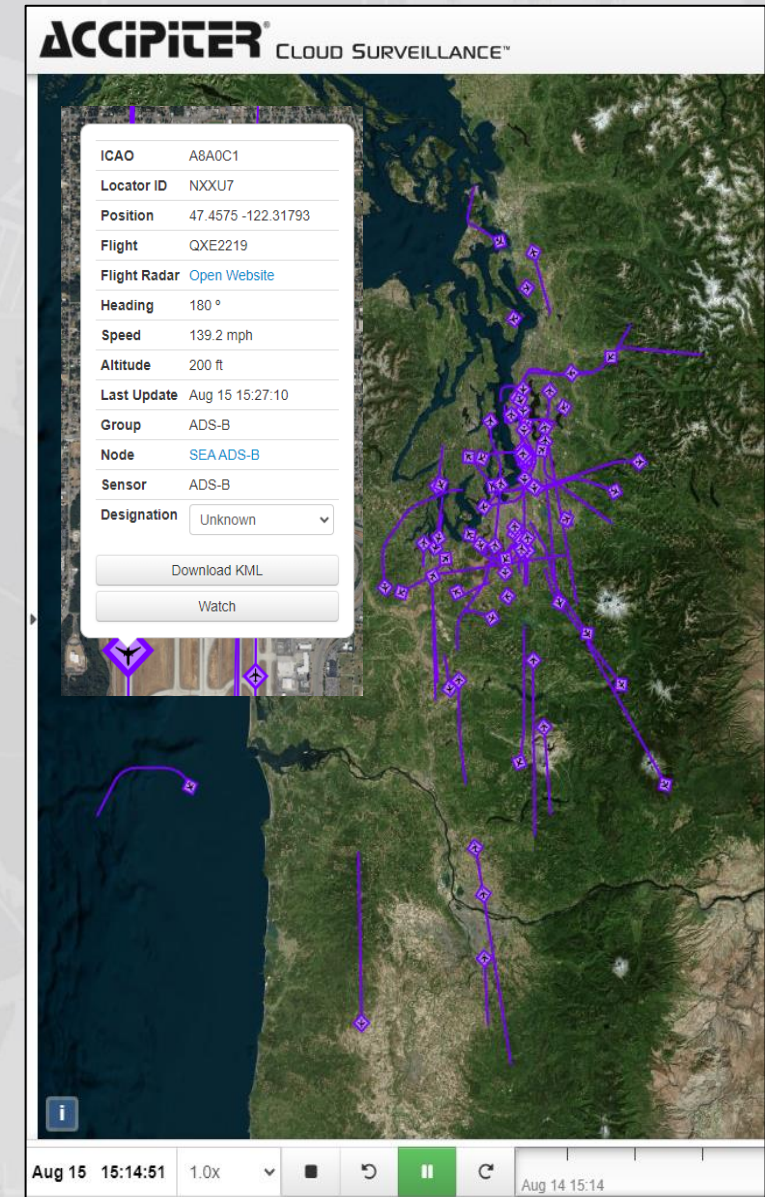 ACCiPiTER® CLOUD SURVEILLANCE™
ICAO A8A0C1
Locator ID NXXU7
Position 47.4575 -122.31793
Flight QXE2219
Flight Radar Open Website
Heading 180 º
Speed 139.2 mph
Altitude 200 ft
Last Update Aug 15 15:27:10
Group ADS-B
Node SEA ADS-B
Sensor ADS-B
Designation Unknown
Download KML
Watch
i
Aug 15 15:14:51 1.0x
Aug 14 15:14